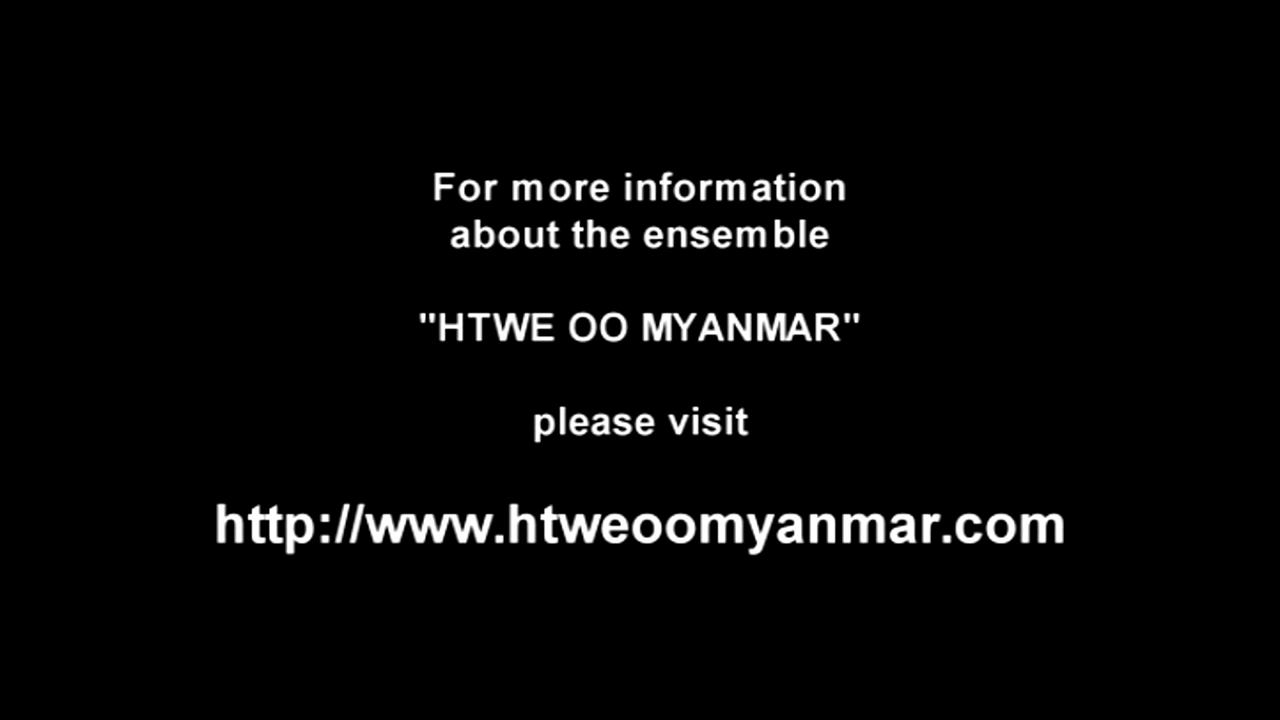 For more information
about the ensemble
"HTWE OO MYANMAR"
please visit
http://www.htweoomyanmar.com